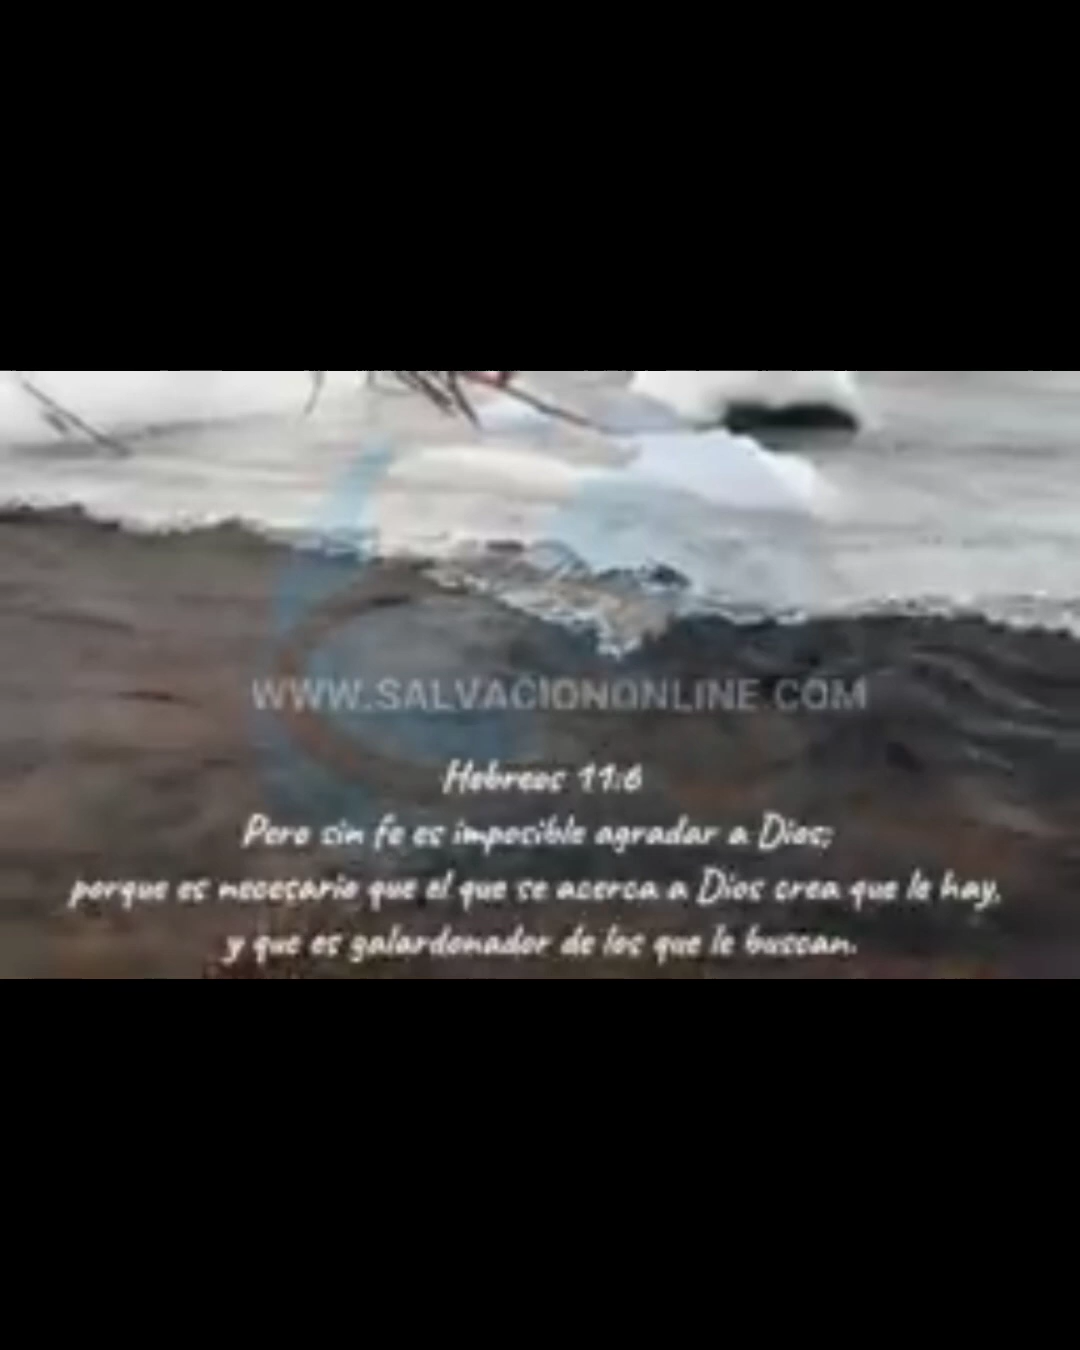 WWW.SALVACIONONLINE.COM
Hebreos 11:6
Pero sin fe es imposible agradar a Dios;
porque es necesario que el que se acerca a Dios crea que le hay,
y que es galardonador de los que le buscan.